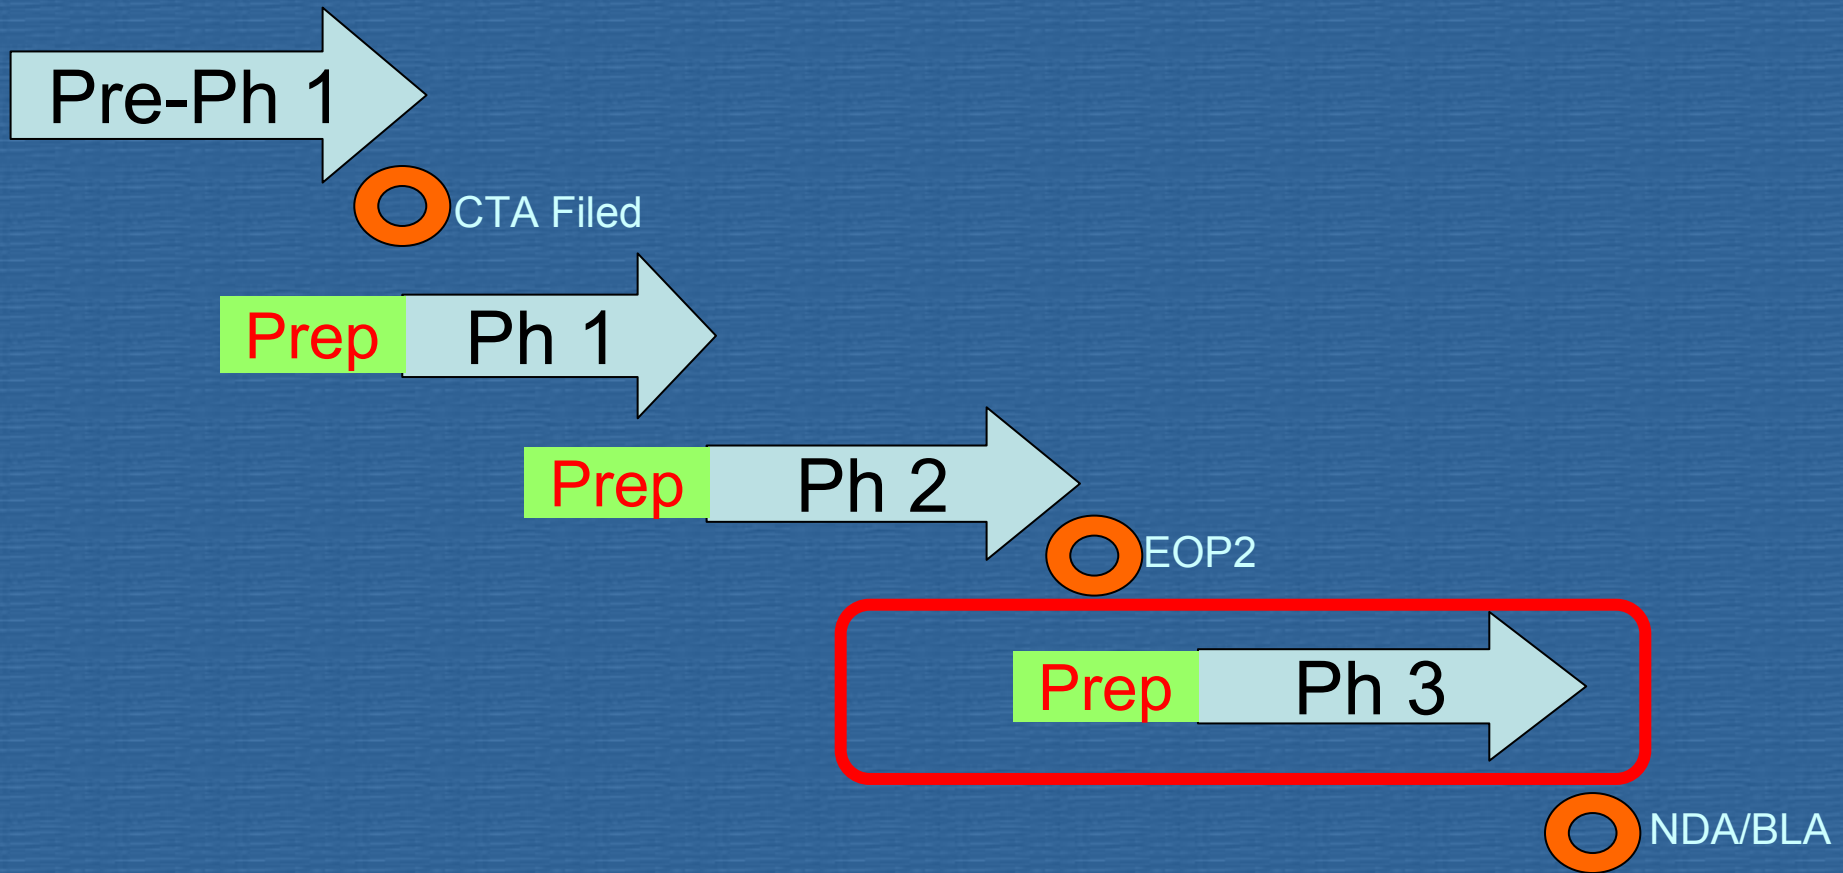 Pre-Ph 1
CTA Filed
Prep
Ph 1
Prep
Ph 2
EOP2
Prep
Ph 3
NDA/BLA